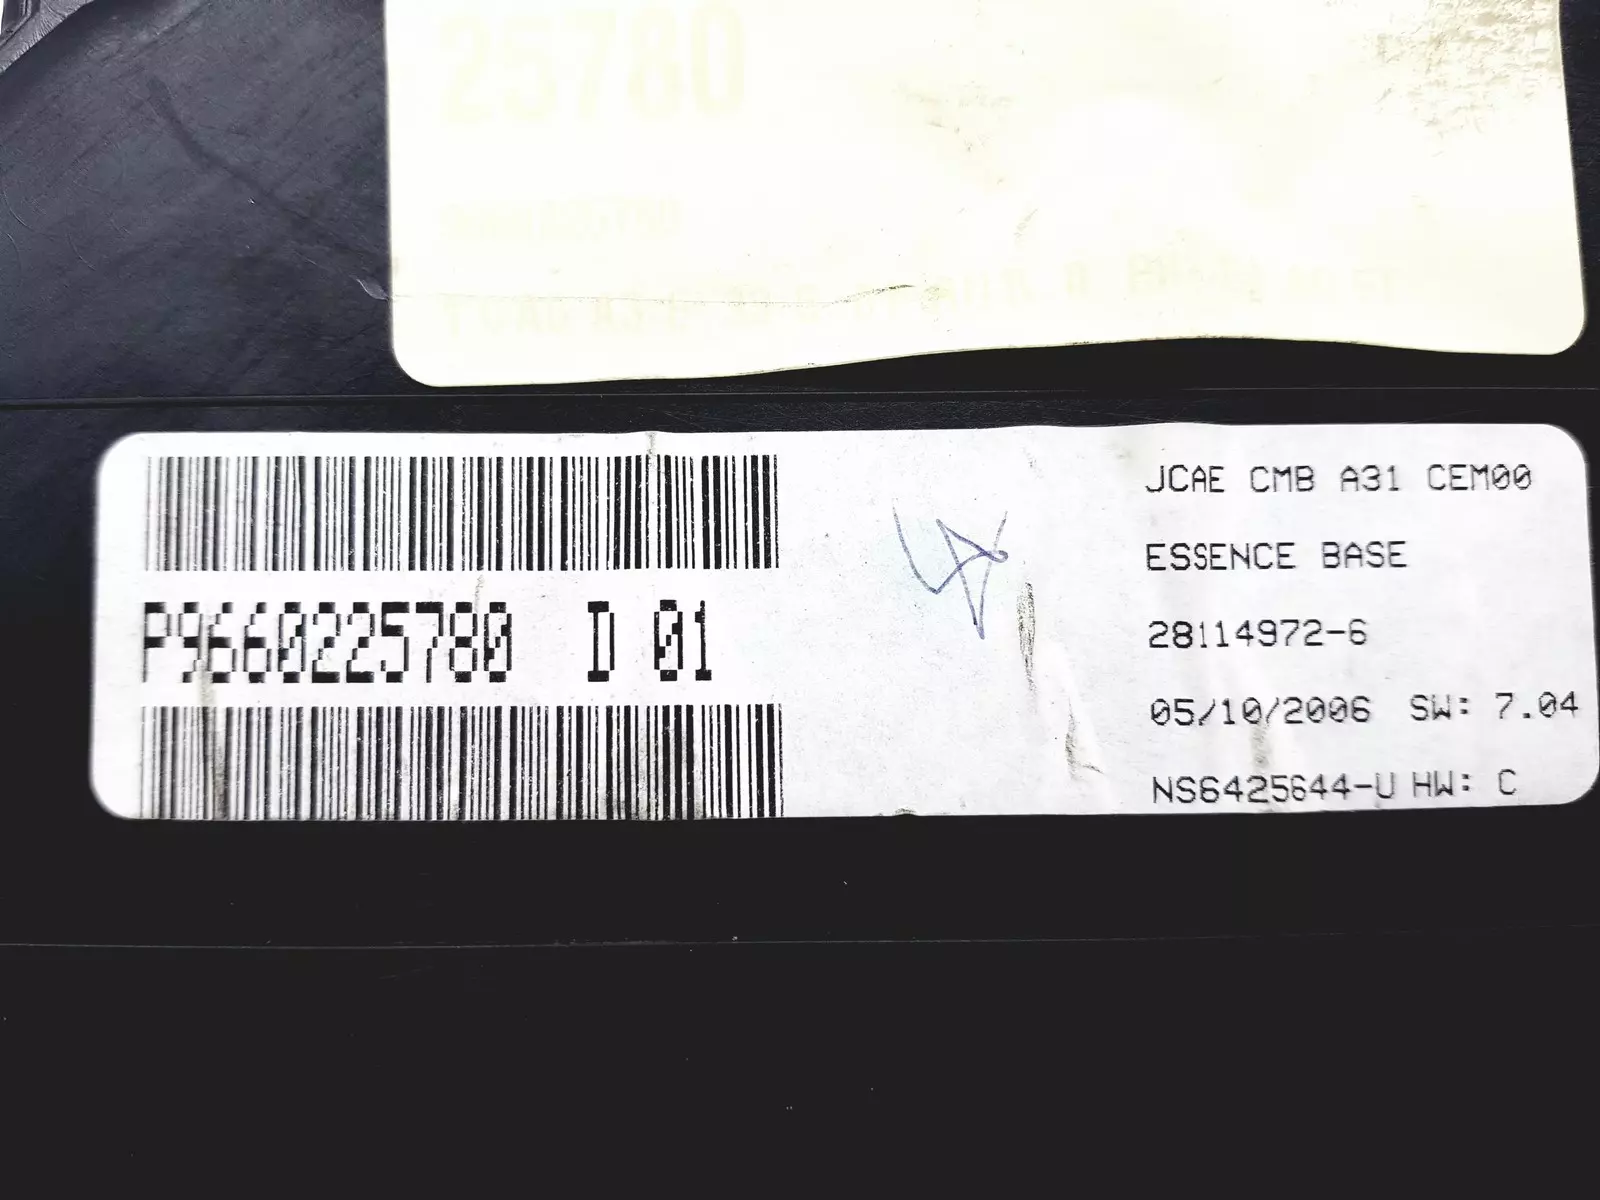 25780
P9660225780 D 01
JCAE CMB A31 CEM00
ESSENCE BASE
28114972-6
05/10/2006 SW: 7.04
NS6425644-U HW: C